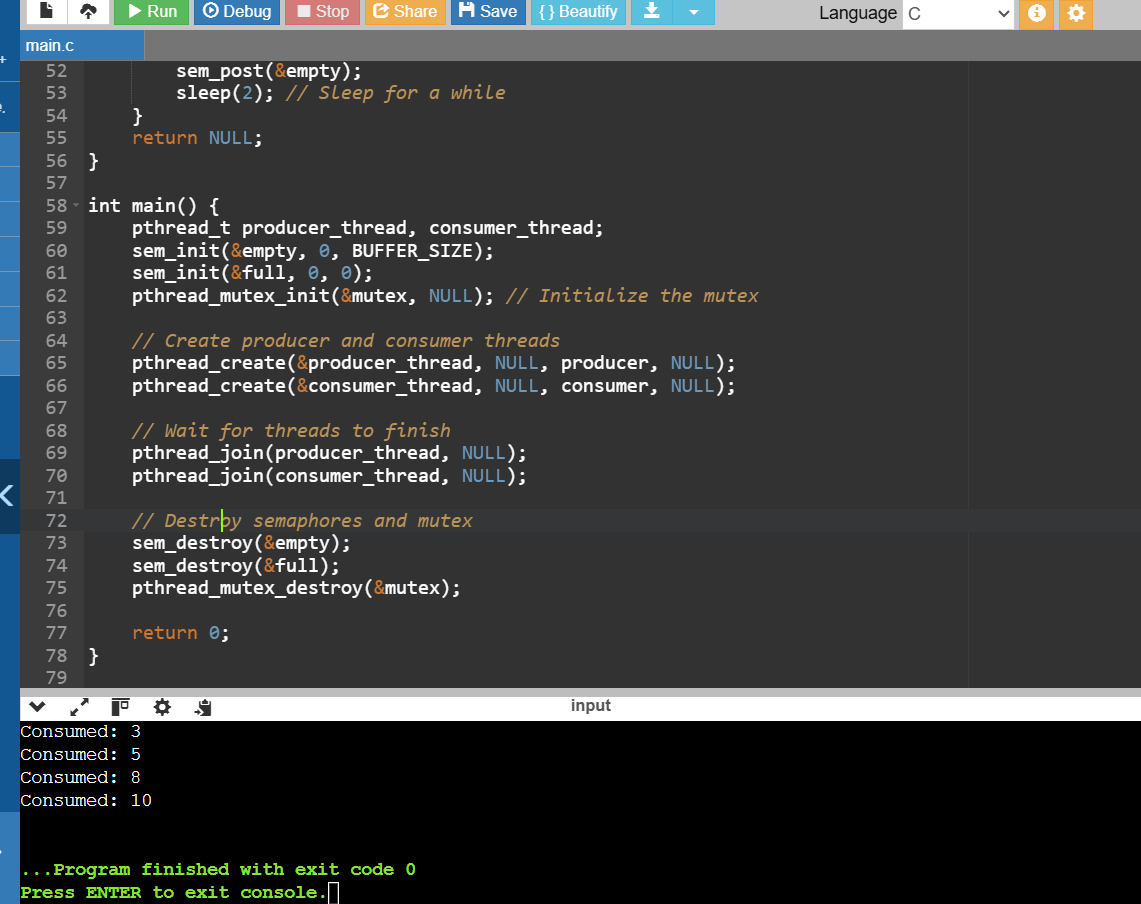 Run Debug Stop Share Save { } Beautify Language C
main.c
52 sem_post(&empty);
53 sleep(2); // Sleep for a while
54 }
55 return NULL;
56 }
57
58 int main() {
59 pthread_t producer_thread, consumer_thread;
60 sem_init(&empty, 0, BUFFER_SIZE);
61 sem_init(&full, 0, 0);
62 pthread_mutex_init(&mutex, NULL); // Initialize the mutex
63
64 // Create producer and consumer threads
65 pthread_create(&producer_thread, NULL, producer, NULL);
66 pthread_create(&consumer_thread, NULL, consumer, NULL);
67
68 // Wait for threads to finish
69 pthread_join(producer_thread, NULL);
70 pthread_join(consumer_thread, NULL);
71
72 // Destroy semaphores and mutex
73 sem_destroy(&empty);
74 sem_destroy(&full);
75 pthread_mutex_destroy(&mutex);
76
77 return 0;
78 }
79
input
Consumed: 3
Consumed: 5
Consumed: 8
Consumed: 10
...Program finished with exit code 0
Press ENTER to exit console.